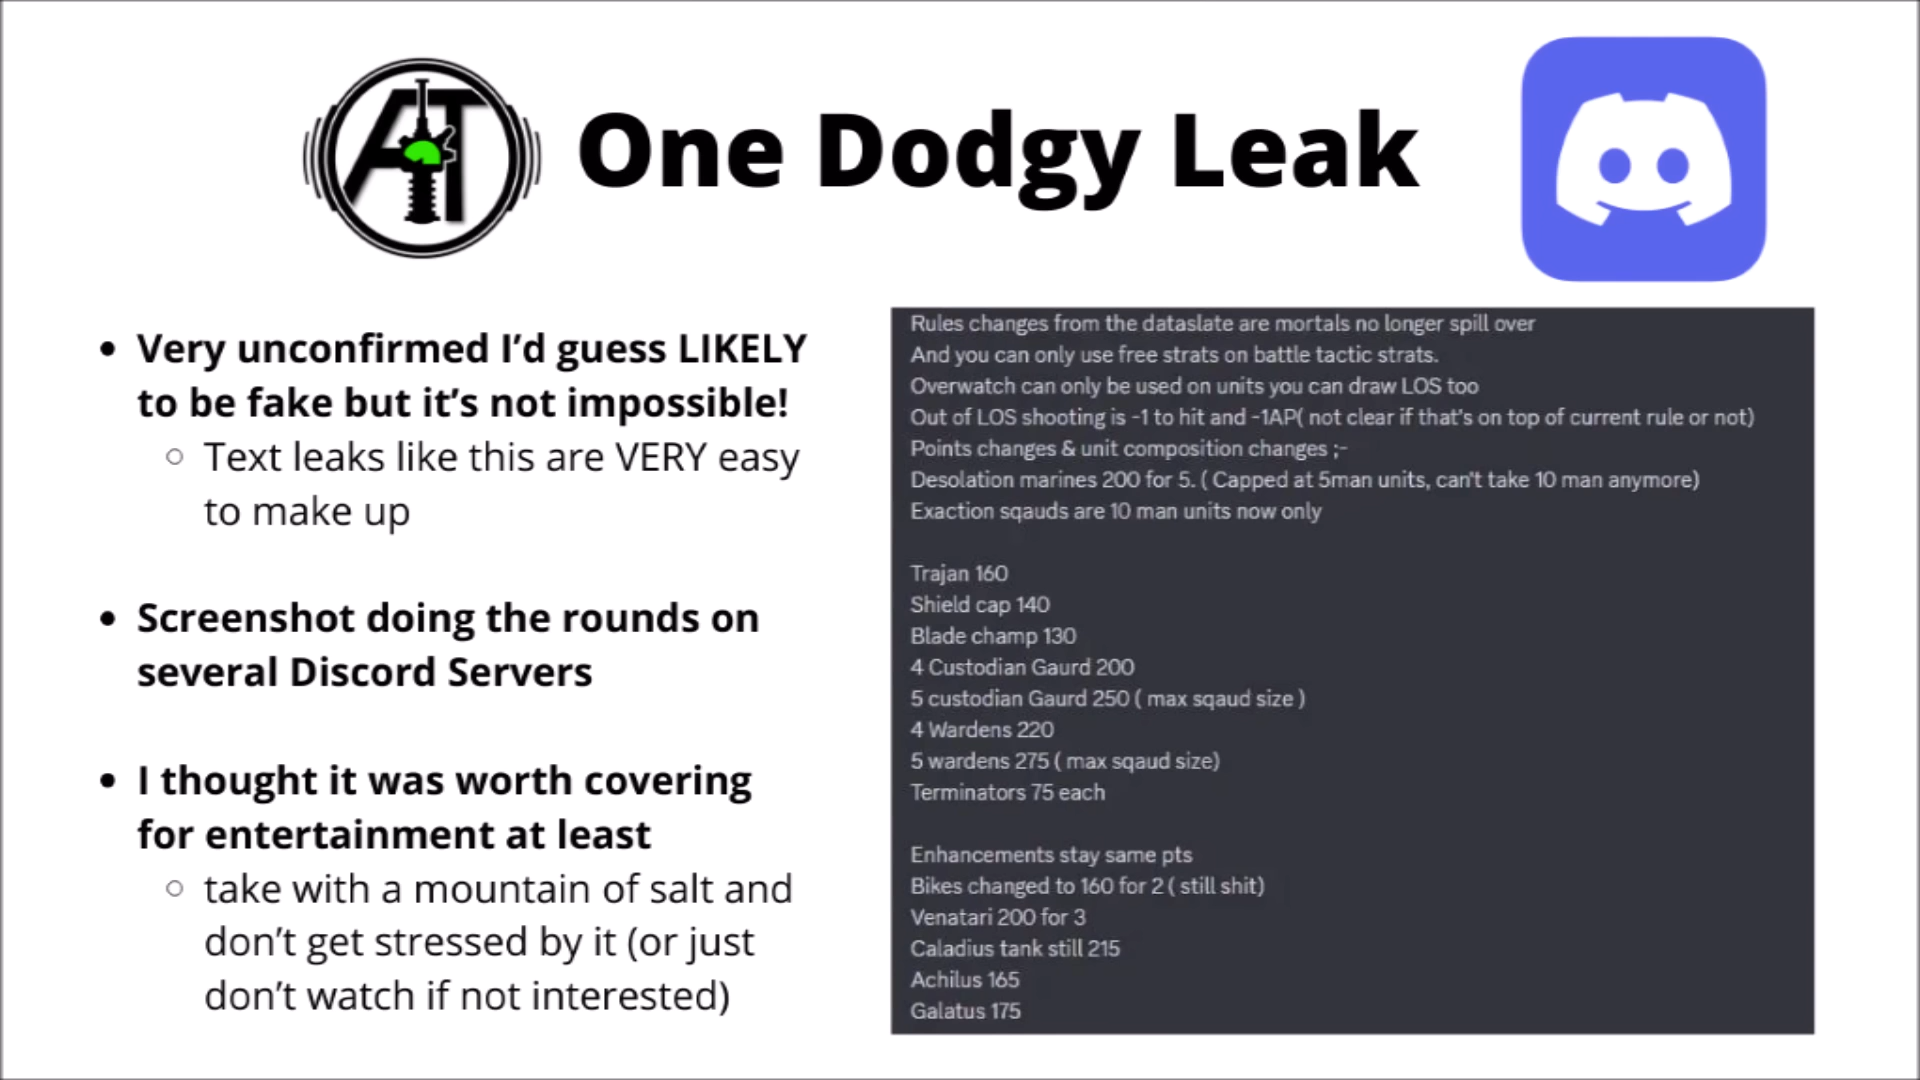 AT
One Dodgy Leak
• Very unconfirmed I’d guess LIKELY
to be fake but it’s not impossible!
○ Text leaks like this are VERY easy
to make up
• Screenshot doing the rounds on
several Discord Servers
• I thought it was worth covering
for entertainment at least
○ take with a mountain of salt and
don’t get stressed by it (or just
don’t watch if not interested)
Rules changes from the dataslate are mortals no longer spill over
And you can only use free strats on battle tactic strats.
Overwatch can only be used on units you can draw LOS too
Out of LOS shooting is -1 to hit and -1AP( not clear if that's on top of current rule or not)
Points changes & unit composition changes ;-
Desolation marines 200 for 5. ( Capped at 5man units, can't take 10 man anymore)
Exaction sqauds are 10 man units now only
Trajan 160
Shield cap 140
Blade champ 130
4 Custodian Gaurd 200
5 custodian Gaurd 250 ( max sqaud size )
4 Wardens 220
5 wardens 275 ( max sqaud size)
Terminators 75 each
Enhancements stay same pts
Bikes changed to 160 for 2 ( still shit)
Venatari 200 for 3
Caladius tank still 215
Achilus 165
Galatus 175